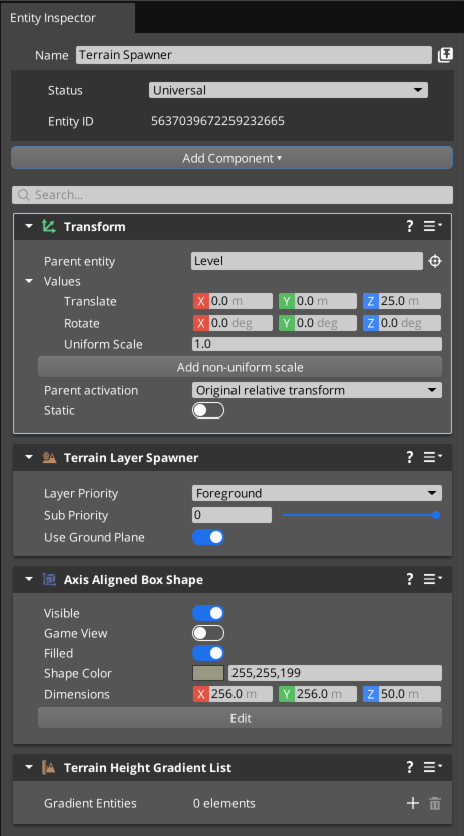 Entity Inspector
Name Terrain Spawner
Status Universal
Entity ID 5637039672259232665
Add Component
Search...
Transform ?
Parent entity Level
Values
Translate X 0.0 m Y 0.0 m Z 25.0 m
Rotate X 0.0 deg Y 0.0 deg Z 0.0 deg
Uniform Scale 1.0
Add non-uniform scale
Parent activation Original relative transform
Static
Terrain Layer Spawner ?
Layer Priority Foreground
Sub Priority 0
Use Ground Plane
Axis Aligned Box Shape ?
Visible
Game View
Filled
Shape Color 255,255,199
Dimensions X 256.0 m Y 256.0 m Z 50.0 m
Edit
Terrain Height Gradient List ?
Gradient Entities 0 elements +